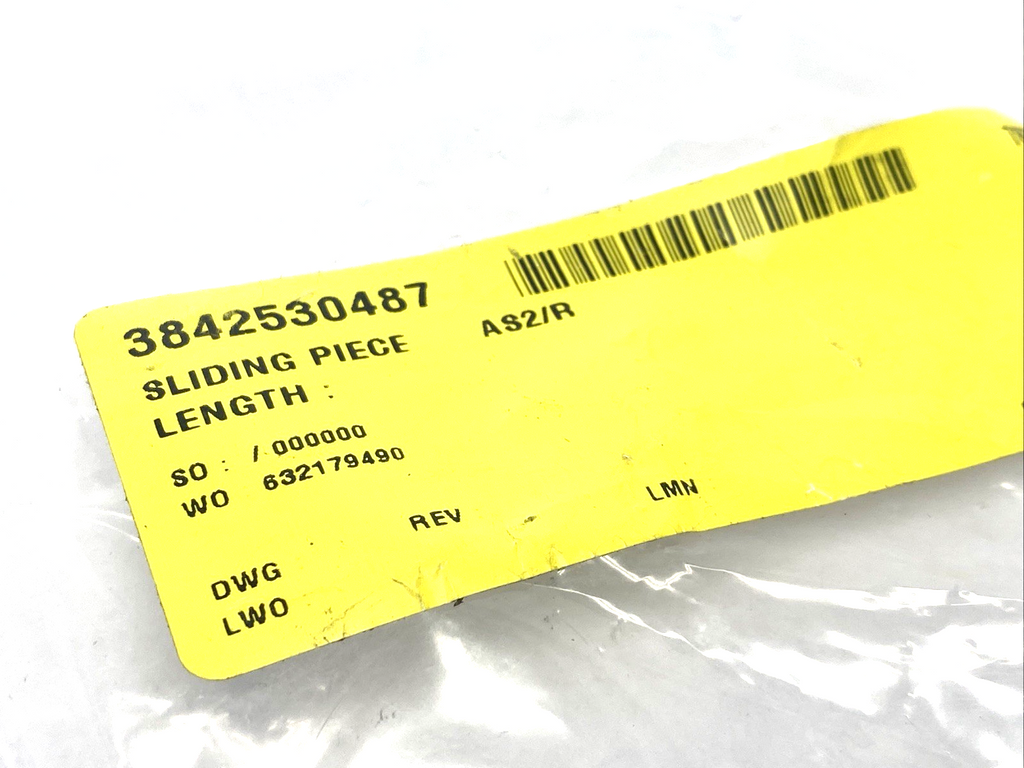 3842530487
SLIDING PIECE AS2/R
LENGTH :
SO : / 000000
WO 632179490
REV LMN
DWG
LWO